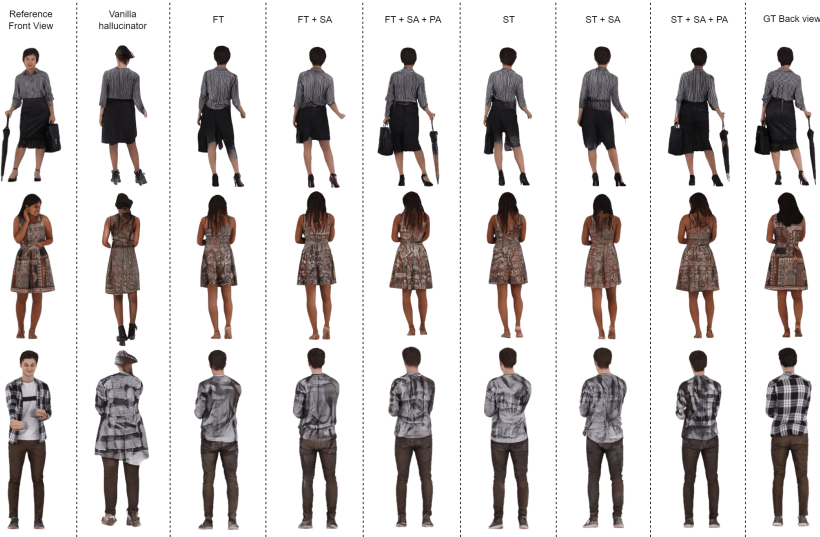 Reference
Front View
Vanilla
hallucinator
FT
FT + SA
FT + SA + PA
ST
ST + SA
ST + SA + PA
GT Back view